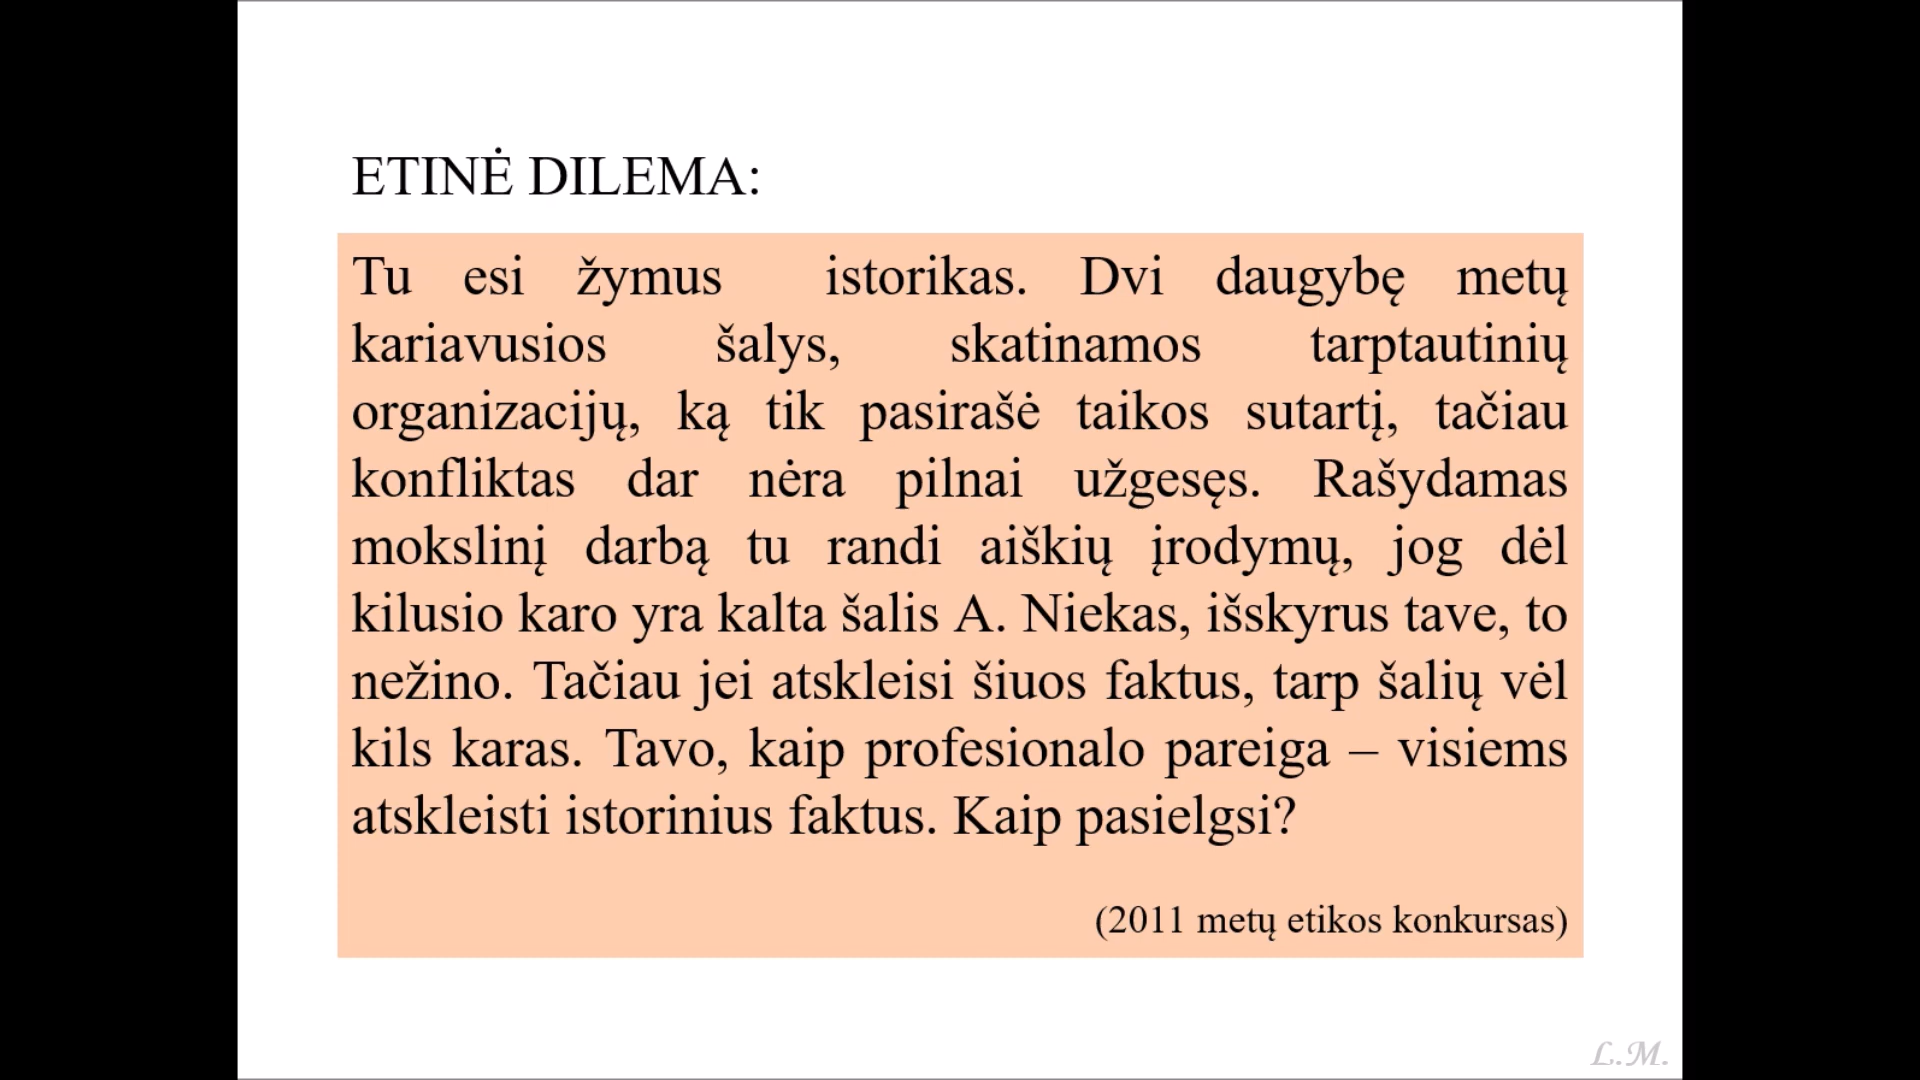 ETINĖ DILEMA:
Tu esi žymus istorikas. Dvi daugybę metų
kariavusios šalys, skatinamos tarptautinių
organizacijų, ką tik pasirašė taikos sutartį, tačiau
konfliktas dar nėra pilnai užgesęs. Rašydamas
mokslinį darbą tu randi aiškių įrodymų, jog dėl
kilusio karo yra kalta šalis A. Niekas, išskyrus tave, to
nežino. Tačiau jei atskleisi šiuos faktus, tarp šalių vėl
kils karas. Tavo, kaip profesionalo pareiga – visiems
atskleisti istorinius faktus. Kaip pasielgsi?
(2011 metų etikos konkursas)
L.M.